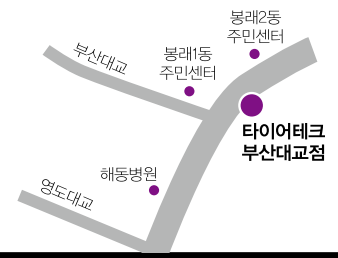 봉래2동
주민센터
부산대교
봉래1동
주민센터
타이어테크
부산대교점
해동병원
영도대교